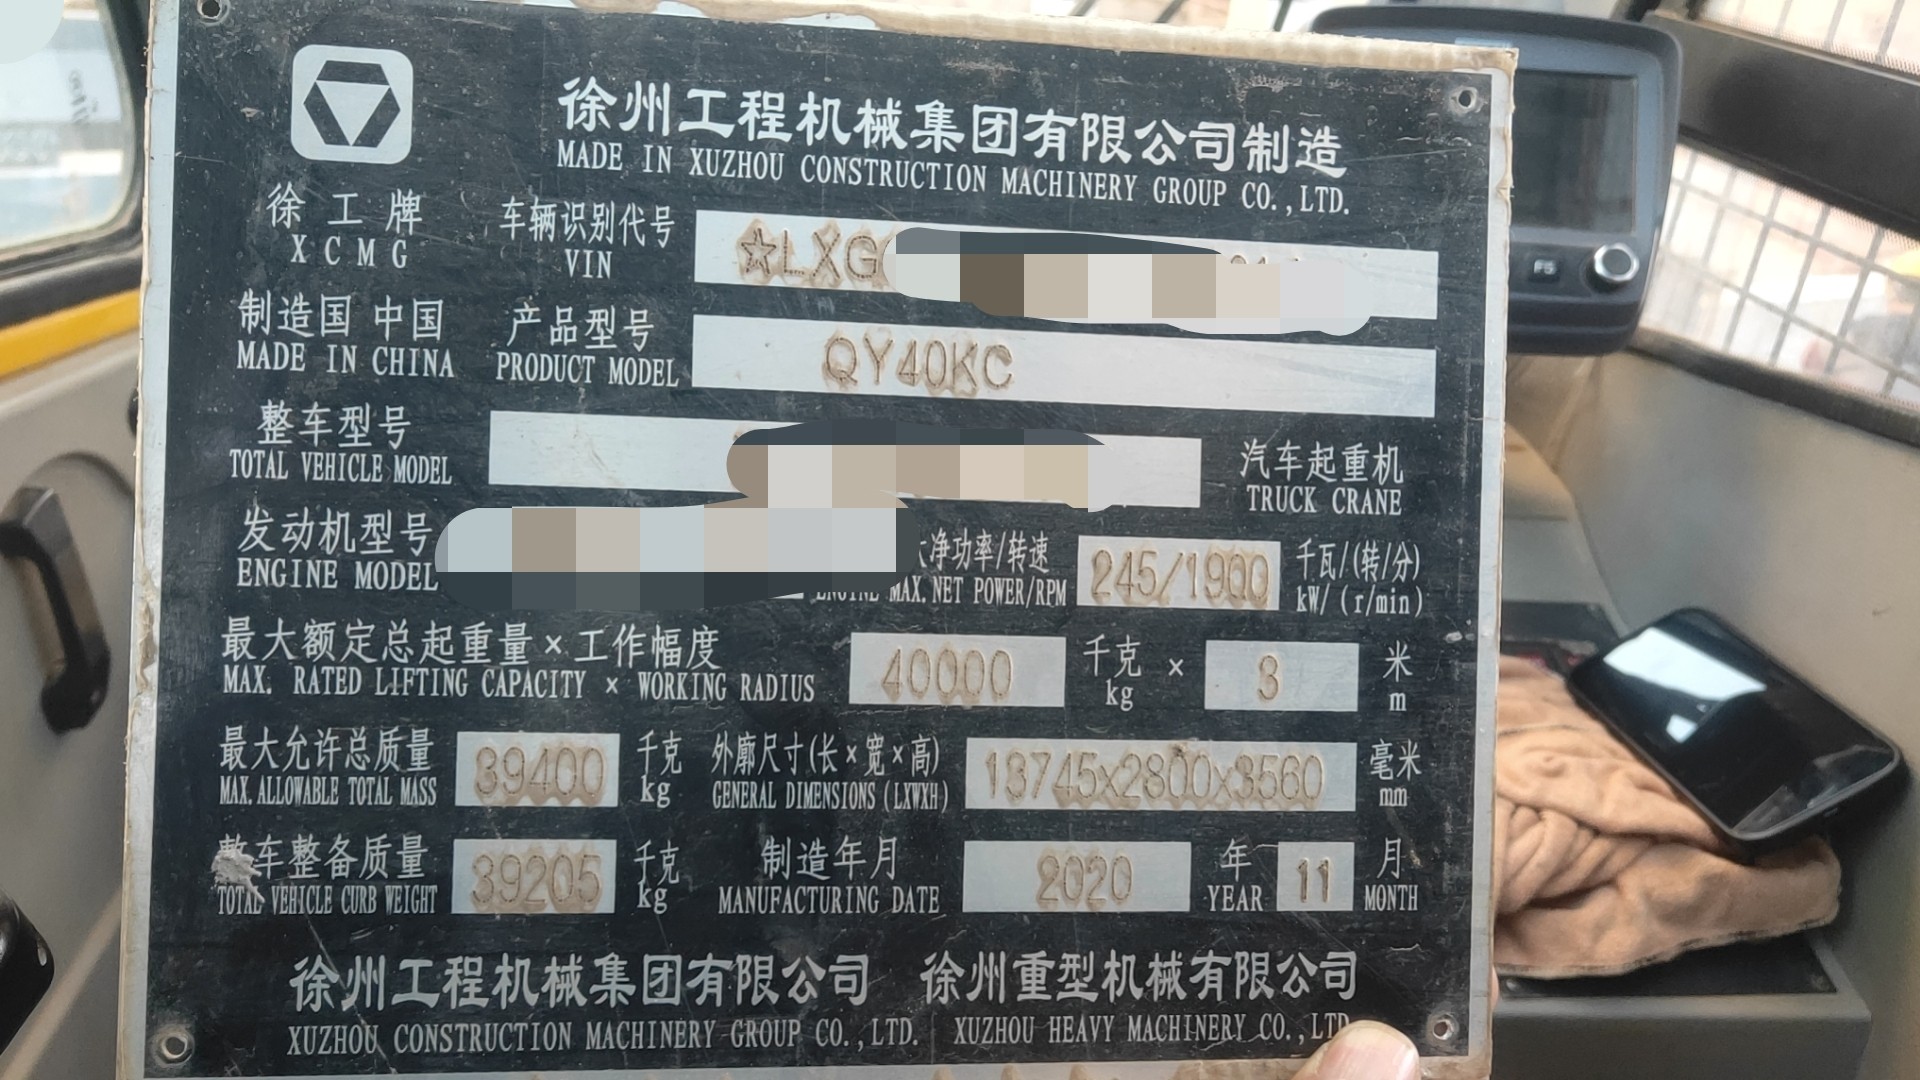 徐州工程机械集团有限公司制造
MADE IN XUZHOU CONSTRUCTION MACHINERY GROUP CO.,LTD.
徐工牌 车辆识别代号 ☆LXG
XCMG VIN
制造国 中国 产品型号 QY40KC
MADE IN CHINA PRODUCT MODEL
整车型号 汽车起重机
TOTAL VEHICLE MODEL TRUCK CRANE
发动机型号 净功率/转速 245/1900 千瓦/(转/分)
ENGINE MODEL ENGINE MAX.NET POWER/RPM kW/(r/min)
最大额定总起重量×工作幅度 40000 千克 × 3 米
MAX. RATED LIFTING CAPACITY × WORKING RADIUS kg m
最大允许总质量 39400 千克 外廓尺寸(长×宽×高) 13745x2800x3560 毫米
MAX.ALLOWABLE TOTAL MASS kg GENERAL DIMENSIONS (LXWXH) mm
整车整备质量 39205 千克 制造年月 2020 年 11 月
TOTAL VEHICLE CURB WEIGHT kg MANUFACTURING DATE YEAR MONTH
徐州工程机械集团有限公司 徐州重型机械有限公司
XUZHOU CONSTRUCTION MACHINERY GROUP CO.,LTD. XUZHOU HEAVY MACHINERY CO.,LTD.
F5